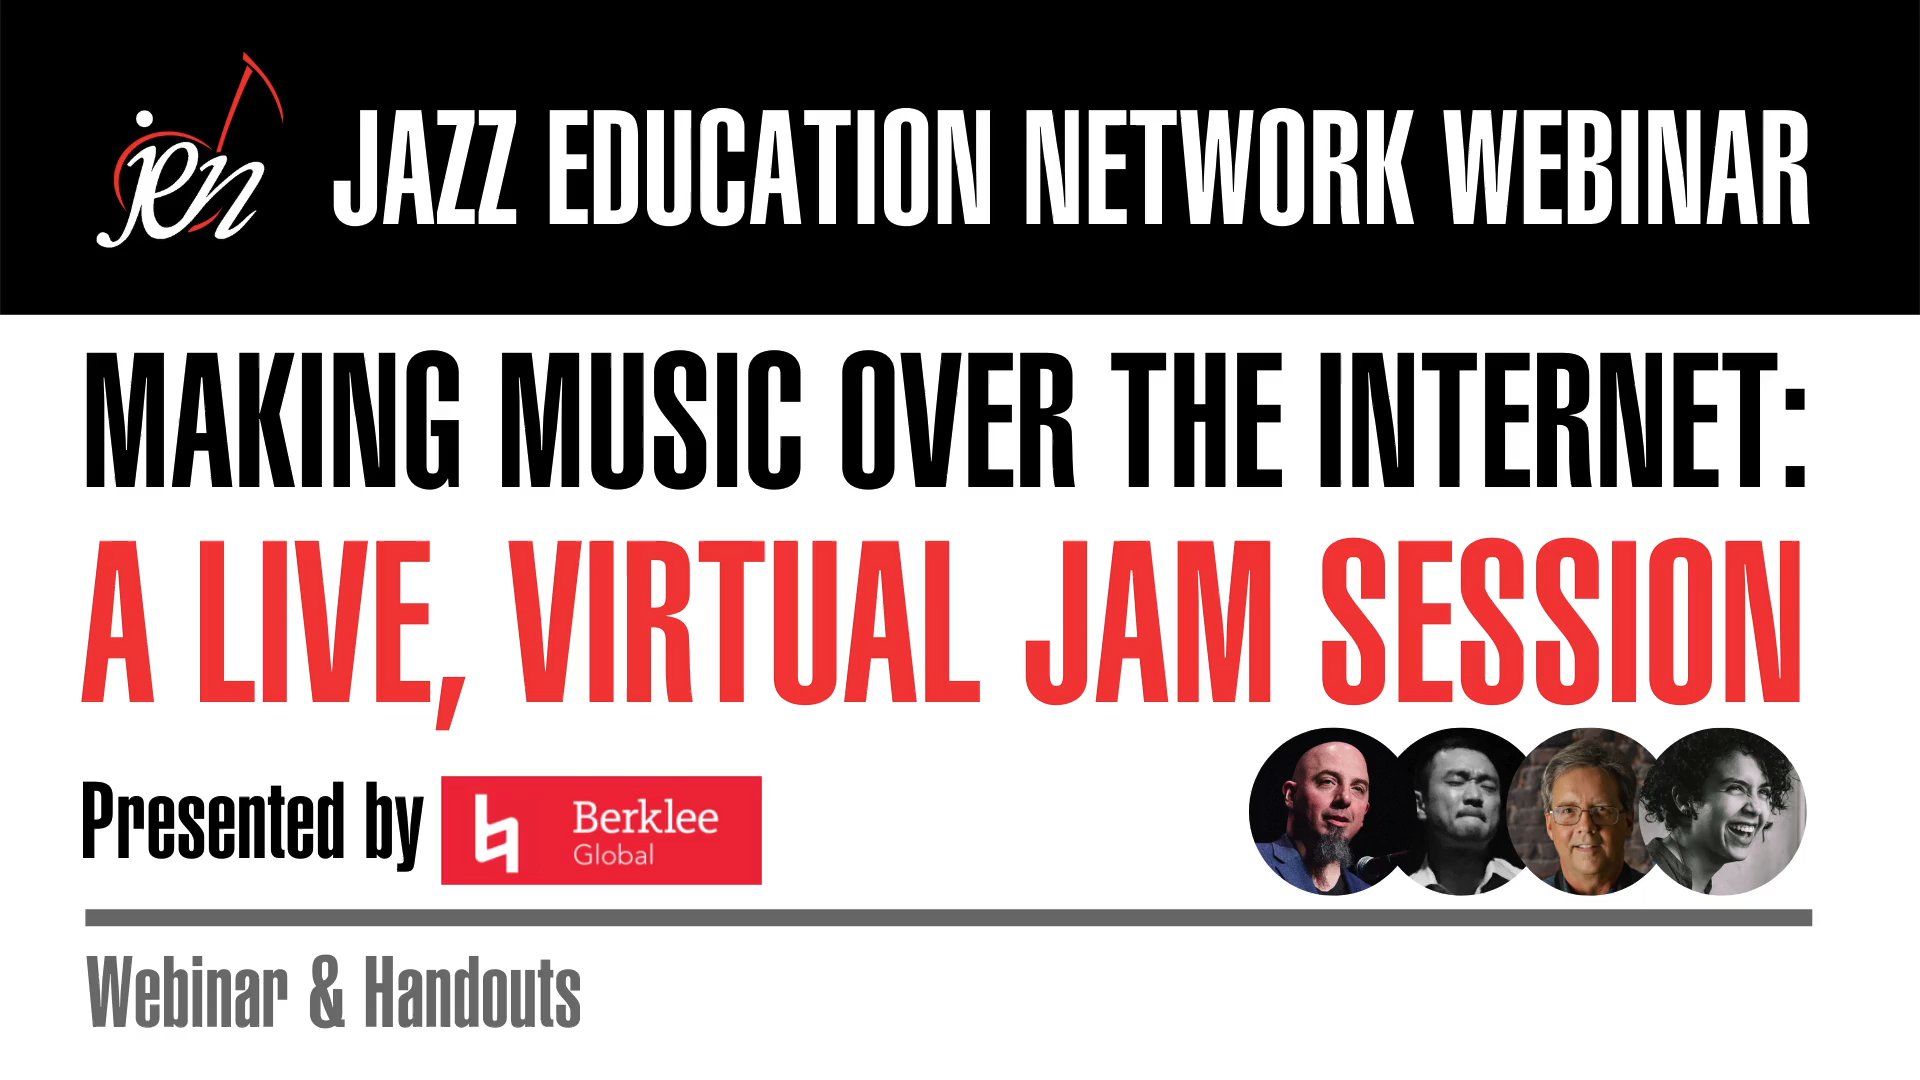 jen
JAZZ EDUCATION NETWORK WEBINAR
MAKING MUSIC OVER THE INTERNET:
A LIVE, VIRTUAL JAM SESSION
Presented by
Berklee
Global
Webinar & Handouts